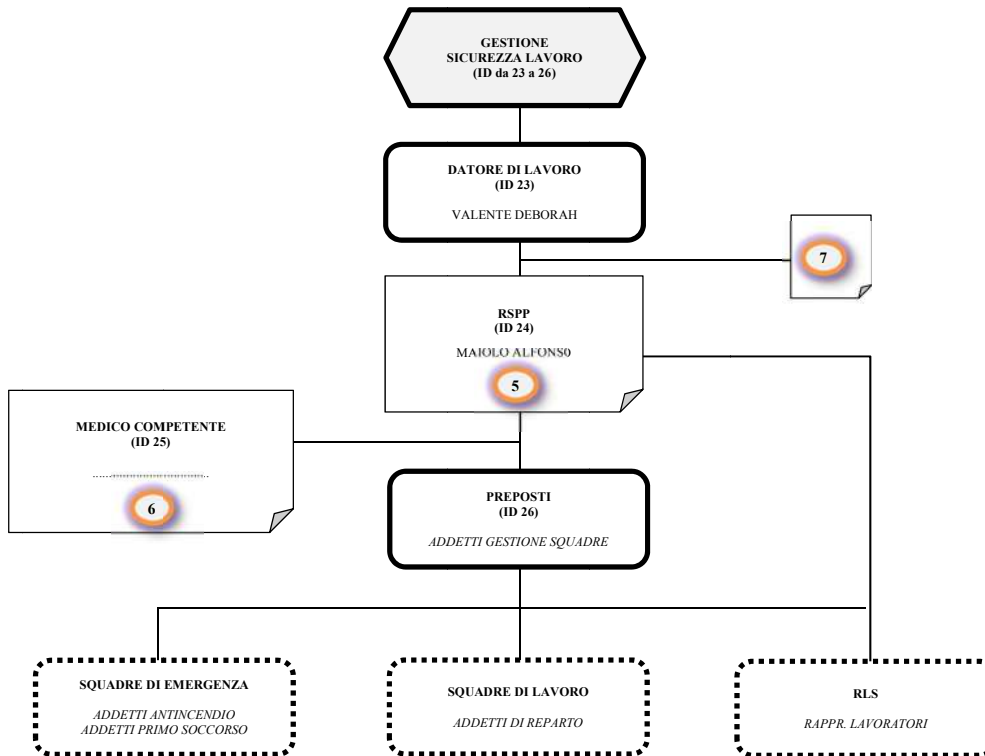 GESTIONE
SICUREZZA LAVORO
(ID da 23 a 26)
DATORE DI LAVORO
(ID 23)
VALENTE DEBORAH
7
RSPP
(ID 24)
MAIOLO ALFONSO
5
MEDICO COMPETENTE
(ID 25)
6
PREPOSTI
(ID 26)
ADDETTI GESTIONE SQUADRE
SQUADRE DI EMERGENZA
ADDETTI ANTINCENDIO
ADDETTI PRIMO SOCCORSO
SQUADRE DI LAVORO
ADDETTI DI REPARTO
RLS
RAPPR. LAVORATORI